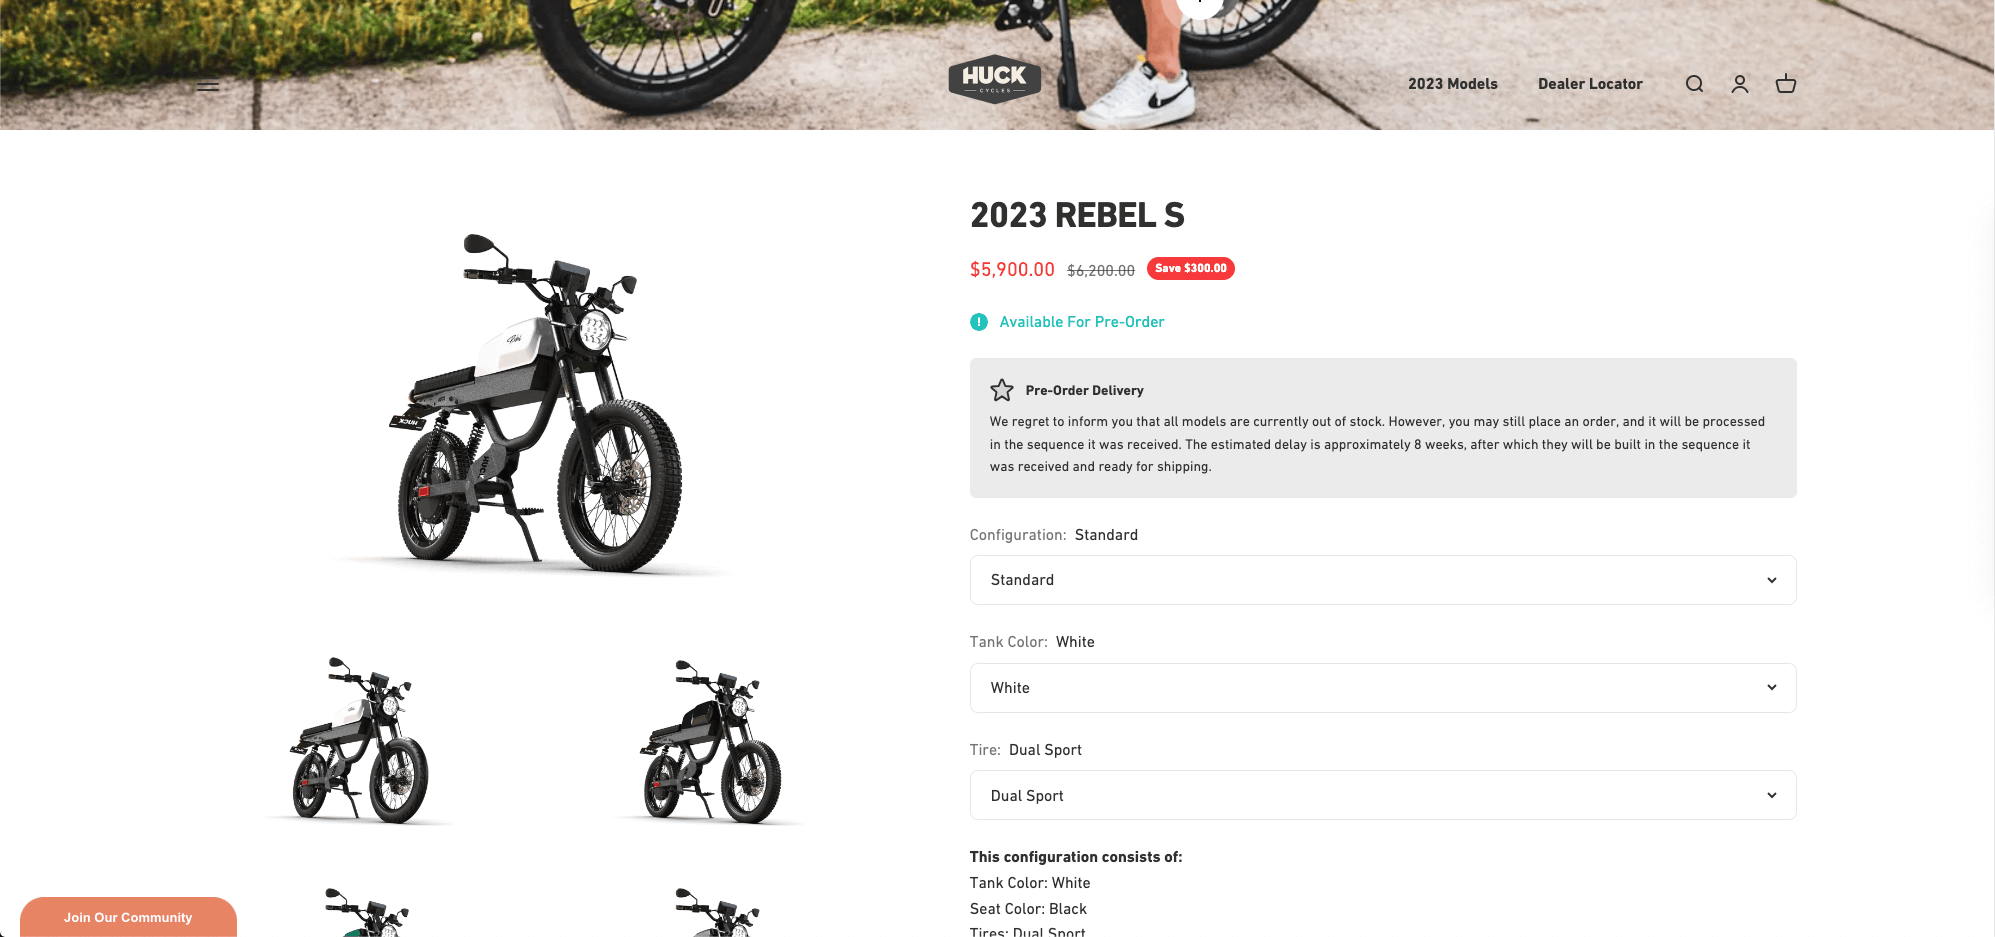 HUCK
CYCLES
2023 Models
Dealer Locator
2023 REBEL S
$5,900.00 $6,200.00 Save $300.00
! Available For Pre-Order
Pre-Order Delivery
We regret to inform you that all models are currently out of stock. However, you may still place an order, and it will be processed
in the sequence it was received. The estimated delay is approximately 8 weeks, after which they will be built in the sequence it
was received and ready for shipping.
Configuration: Standard
Standard
Tank Color: White
White
Tire: Dual Sport
Dual Sport
This configuration consists of:
Tank Color: White
Seat Color: Black
Tires: Dual Sport
Rebel
HUCK
HUCK
Join Our Community